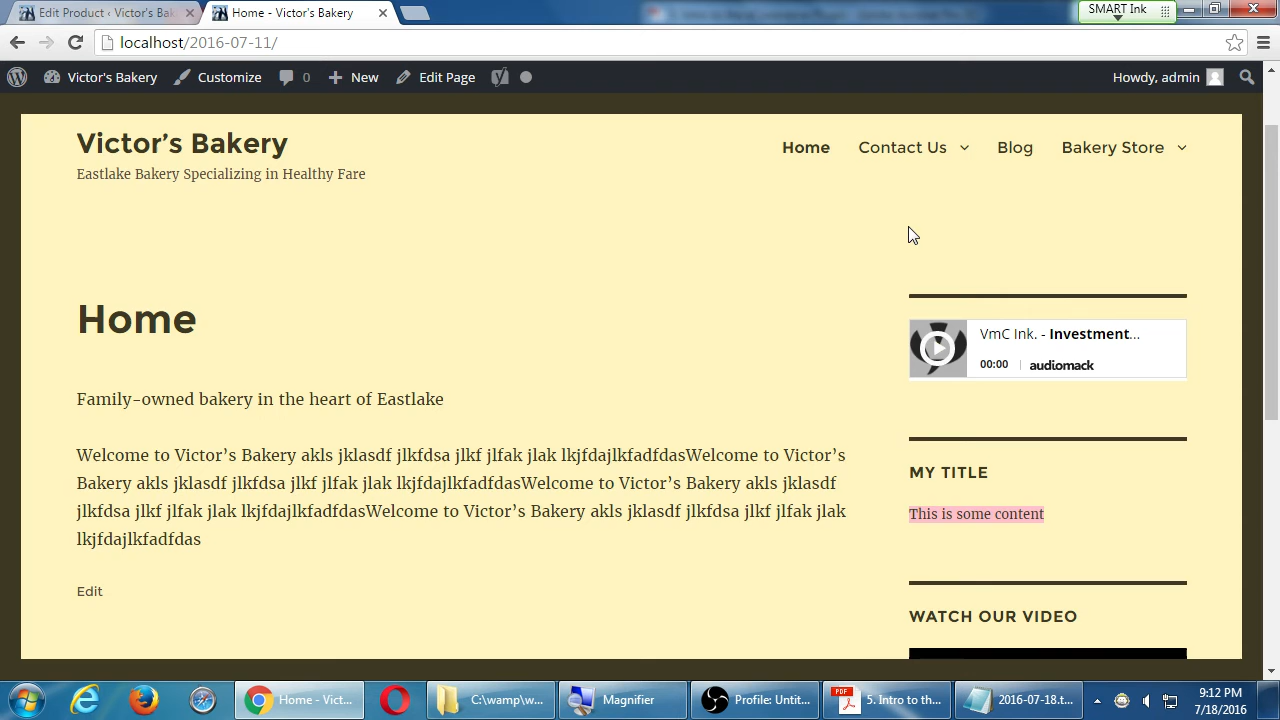 Edit Product ‹ Victor's Bak
Home - Victor's Bakery
SMART Ink
localhost/2016-07-11/
Victor's Bakery
Customize
0
New
Edit Page
Howdy, admin
Victor's Bakery
Eastlake Bakery Specializing in Healthy Fare
Home
Contact Us
Blog
Bakery Store
Home
VmC Ink. - Investment...
00:00
audiomack
Family-owned bakery in the heart of Eastlake
Welcome to Victor's Bakery akls jklasdf jlkfdsa jlkf jlfak jlak lkjfdajlkfadfdasWelcome to Victor's
Bakery akls jklasdf jlkfdsa jlkf jlfak jlak lkjfdajlkfadfdasWelcome to Victor's Bakery akls jklasdf
jlkfdsa jlkf jlfak jlak lkjfdajlkfadfdasWelcome to Victor's Bakery akls jklasdf jlkfdsa jlkf jlfak jlak
lkjfdajlkfadfdas
Edit
MY TITLE
This is some content
WATCH OUR VIDEO
Home - Vict...
C:\wamp\w...
Magnifier
Profile: Untit...
PDF
5. Intro to th...
2016-07-18.t...
9:12 PM
7/18/2016